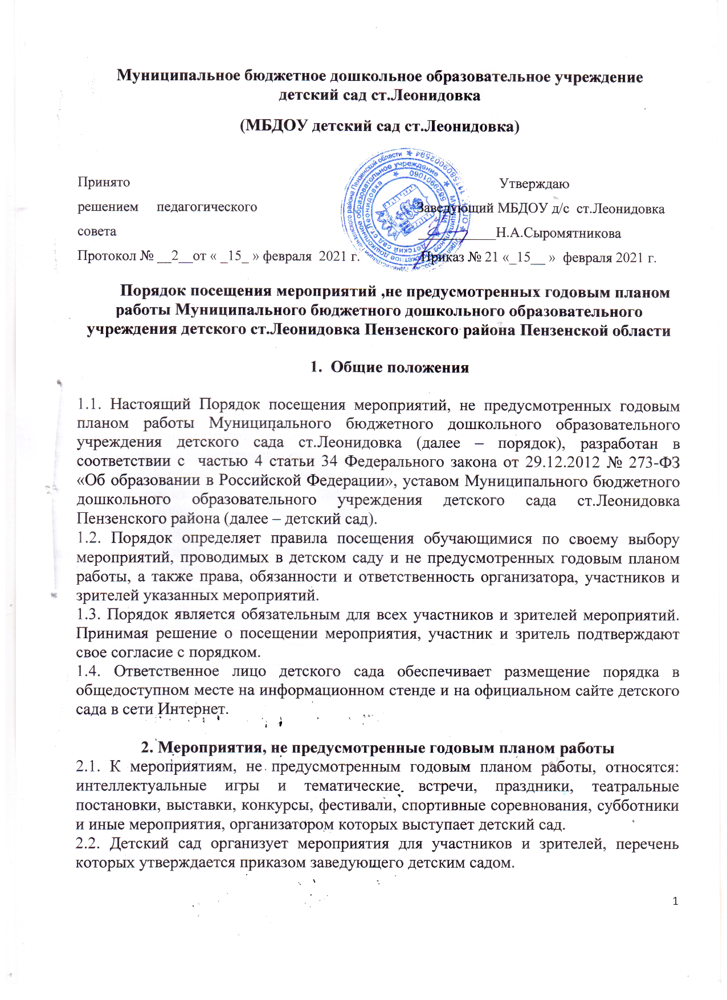 Муниципальное бюджетное дошкольное образовательное учреждение
детский сад ст.Леонидовка
(МБДОУ детский сад ст.Леонидовка)
Принято
Утверждаю
решением педагогического
Заведующий МБДОУ д/с ст.Леонидовка
совета
___________Н.А.Сыромятникова
Протокол № __2__от « _15_ » февраля 2021 г.
Приказ № 21 «_15__ » февраля 2021 г.
Порядок посещения мероприятий ,не предусмотренных годовым планом
работы Муниципального бюджетного дошкольного образовательного
учреждения детского ст.Леонидовка Пензенского района Пензенской области
1. Общие положения
1.1. Настоящий Порядок посещения мероприятий, не предусмотренных годовым
планом работы Муниципального бюджетного дошкольного образовательного
учреждения детского сада ст.Леонидовка (далее – порядок), разработан в
соответствии с частью 4 статьи 34 Федерального закона от 29.12.2012 № 273-ФЗ
«Об образовании в Российской Федерации», уставом Муниципального бюджетного
дошкольного образовательного учреждения детского сада ст.Леонидовка
Пензенского района (далее – детский сад).
1.2. Порядок определяет правила посещения обучающимися по своему выбору
мероприятий, проводимых в детском саду и не предусмотренных годовым планом
работы, а также права, обязанности и ответственность организатора, участников и
зрителей указанных мероприятий.
1.3. Порядок является обязательным для всех участников и зрителей мероприятий.
Принимая решение о посещении мероприятия, участник и зритель подтверждают
свое согласие с порядком.
1.4. Ответственное лицо детского сада обеспечивает размещение порядка в
общедоступном месте на информационном стенде и на официальном сайте детского
сада в сети Интернет.
2. Мероприятия, не предусмотренные годовым планом работы
2.1. К мероприятиям, не предусмотренным годовым планом работы, относятся:
интеллектуальные игры и тематические встречи, праздники, театральные
постановки, выставки, конкурсы, фестивали, спортивные соревнования, субботники
и иные мероприятия, организатором которых выступает детский сад.
2.2. Детский сад организует мероприятия для участников и зрителей, перечень
которых утверждается приказом заведующего детским садом.
1